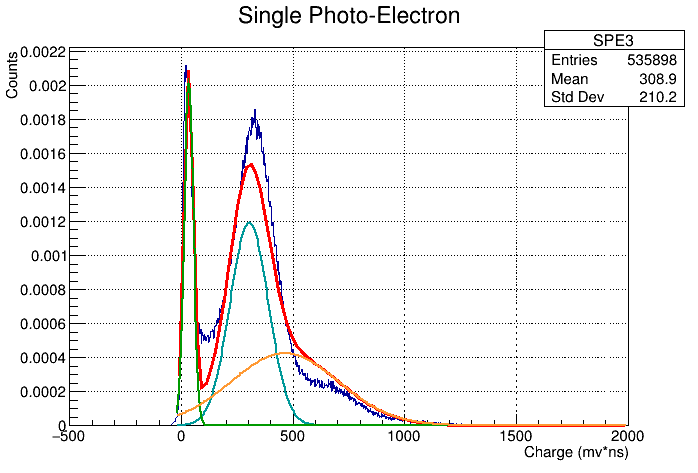 Single Photo-Electron
SPE3
Entries 535898
Mean 308.9
Std Dev 210.2
Counts
0.0022
0.002
0.0018
0.0016
0.0014
0.0012
0.001
0.0008
0.0006
0.0004
0.0002
0
−500 0 500 1000 1500 2000
Charge (mv*ns)